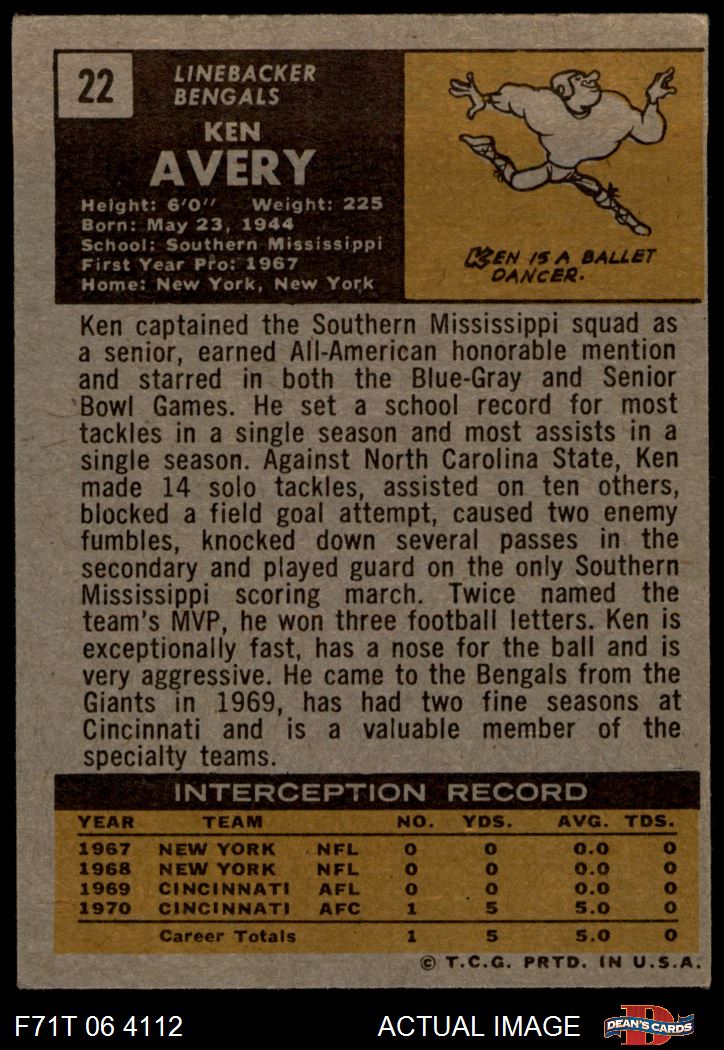 22
LINEBACKER
BENGALS
KEN
AVERY
Height: 6'0" Weight: 225
Born: May 23, 1944
School: Southern Mississippi
First Year Pro: 1967
Home: New York, New York
KEN IS A BALLET
DANCER.
Ken captained the Southern Mississippi squad as
a senior, earned All-American honorable mention
and starred in both the Blue-Gray and Senior
Bowl Games. He set a school record for most
tackles in a single season and most assists in a
single season. Against North Carolina State, Ken
made 14 solo tackles, assisted on ten others,
blocked a field goal attempt, caused two enemy
fumbles, knocked down several passes in the
secondary and played guard on the only Southern
Mississippi scoring march. Twice named the
team's MVP, he won three football letters. Ken is
exceptionally fast, has a nose for the ball and is
very aggressive. He came to the Bengals from the
Giants in 1969, has had two fine seasons at
Cincinnati and is a valuable member of the
specialty teams.
INTERCEPTION RECORD
YEAR TEAM NO. YDS. AVG. TDS.
1967 NEW YORK NFL 0 0 0.0 0
1968 NEW YORK NFL 0 0 0.0 0
1969 CINCINNATI AFL 0 0 0.0 0
1970 CINCINNATI AFC 1 5 5.0 0
Career Totals 1 5 5.0 0
© T.C.G. PRTD. IN U.S.A.
F71T 06 4112 ACTUAL IMAGE D DEAN'S CARDS